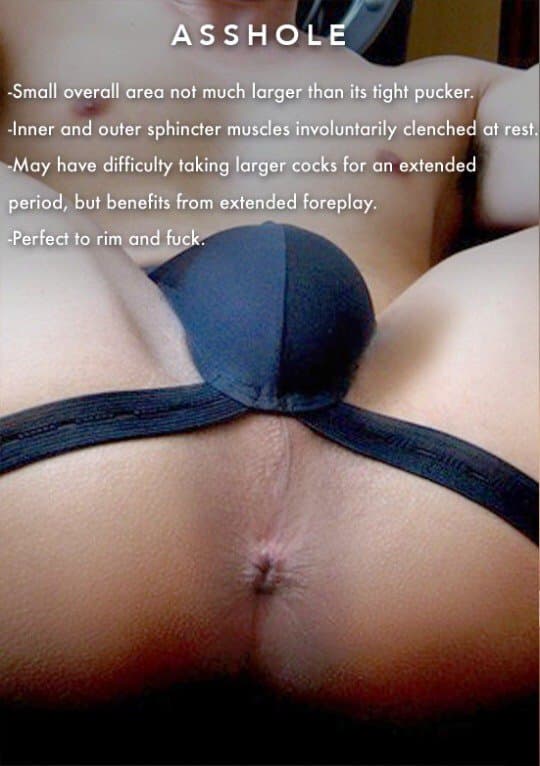 ASSHOLE
-Small overall area not much larger than its tight pucker.
-Inner and outer sphincter muscles involuntarily clenched at rest.
-May have difficulty taking larger cocks for an extended
period, but benefits from extended foreplay.
-Perfect to rim and fuck.